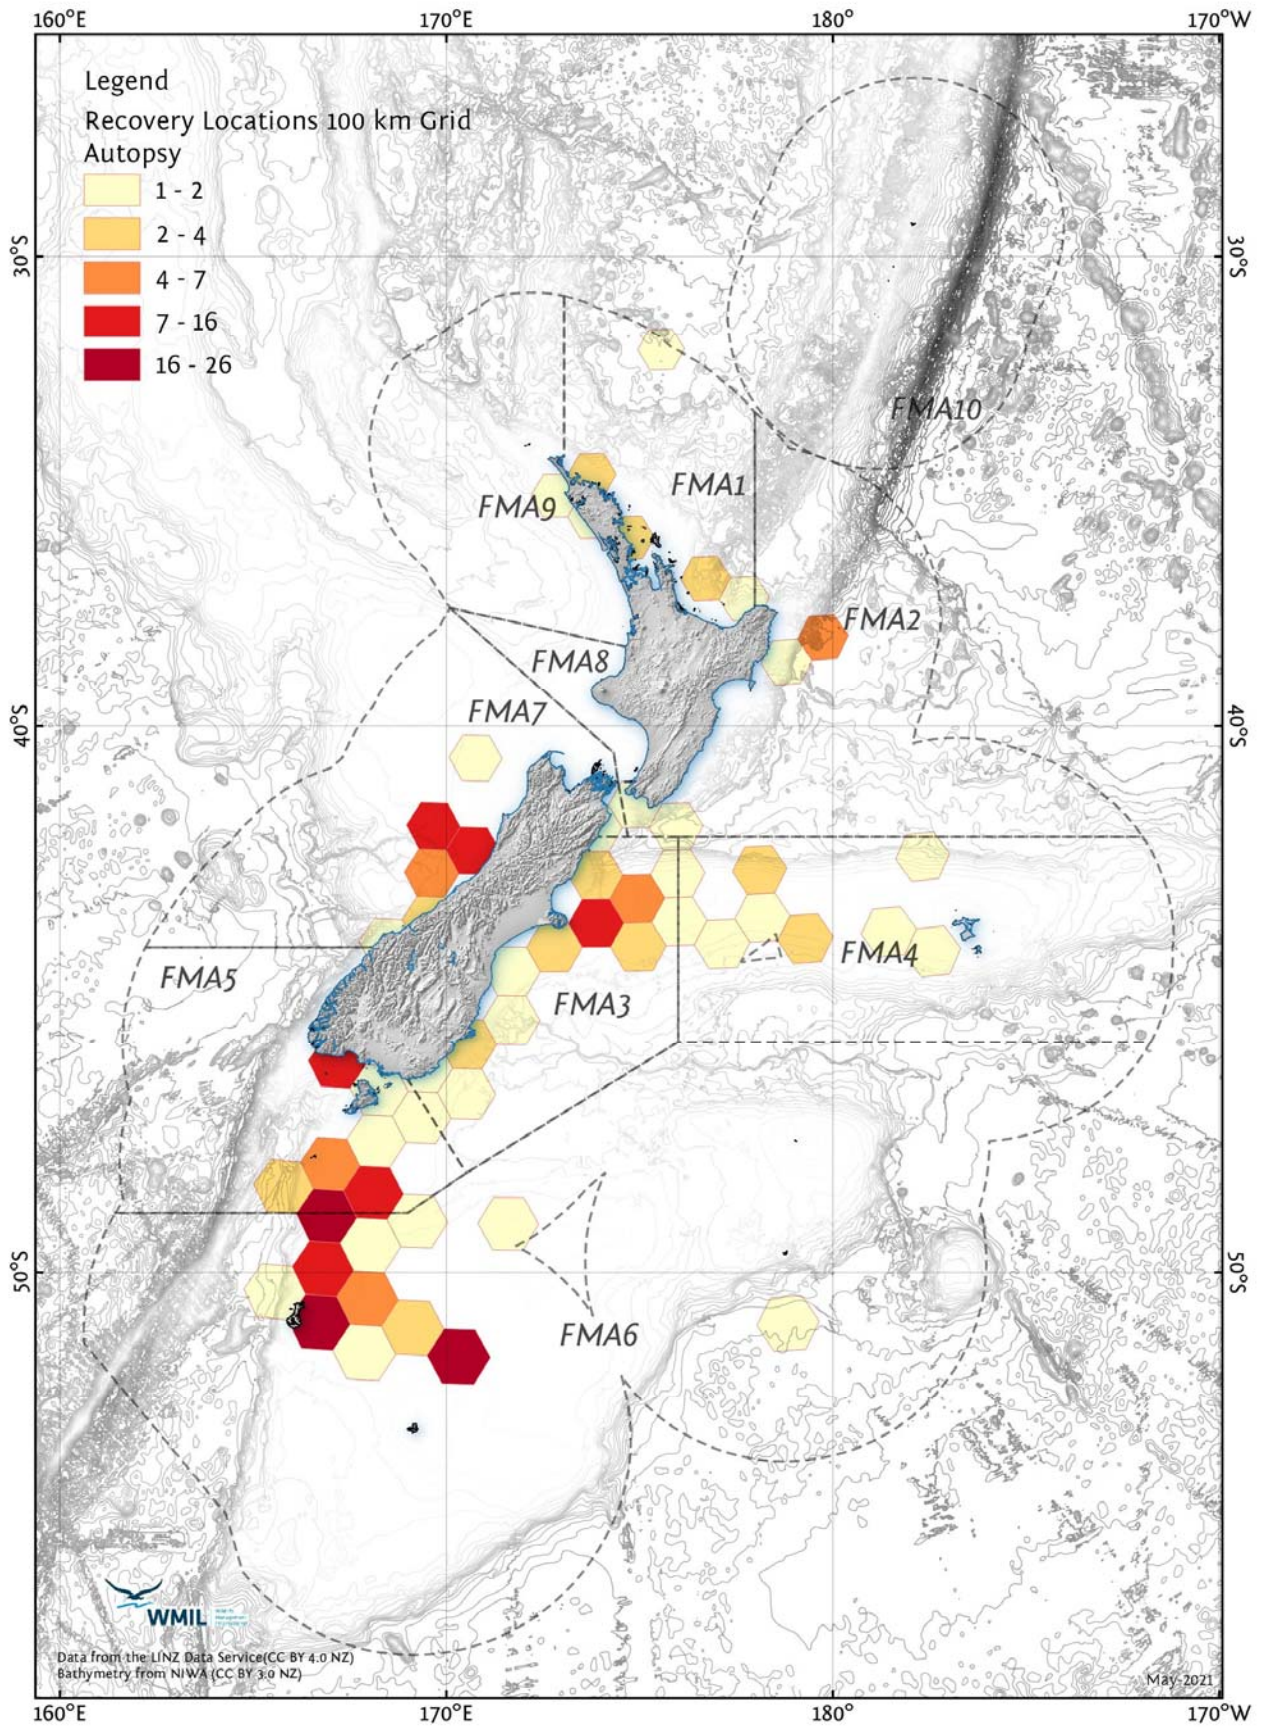 160°E 170°E 180° 170°W
Legend
Recovery Locations 100 km Grid
Autopsy
1 - 2
2 - 4
4 - 7
7 - 16
16 - 26
30°S 30°S
FMA10
FMA1
FMA9
FMA2
FMA8
FMA7
40°S 40°S
FMA4
FMA5
FMA3
50°S 50°S
FMA6
WMIL
Data from the LINZ Data Service(CC BY 4.0 NZ)
Bathymetry from NIWA (CC BY 3.0 NZ)
May-2021
160°E 170°E 180° 170°W